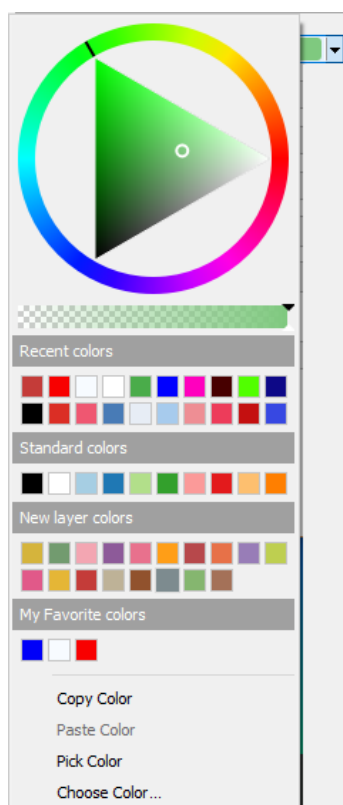 Recent colors
Standard colors
New layer colors
My Favorite colors
Copy Color
Paste Color
Pick Color
Choose Color...